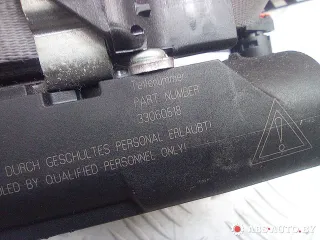 Teilenummer
PART NUMBER
33060618
DURCH GESCHULTES PERSONAL ERLAUBT!
LED BY QUALIFIED PERSONNEL ONLY!